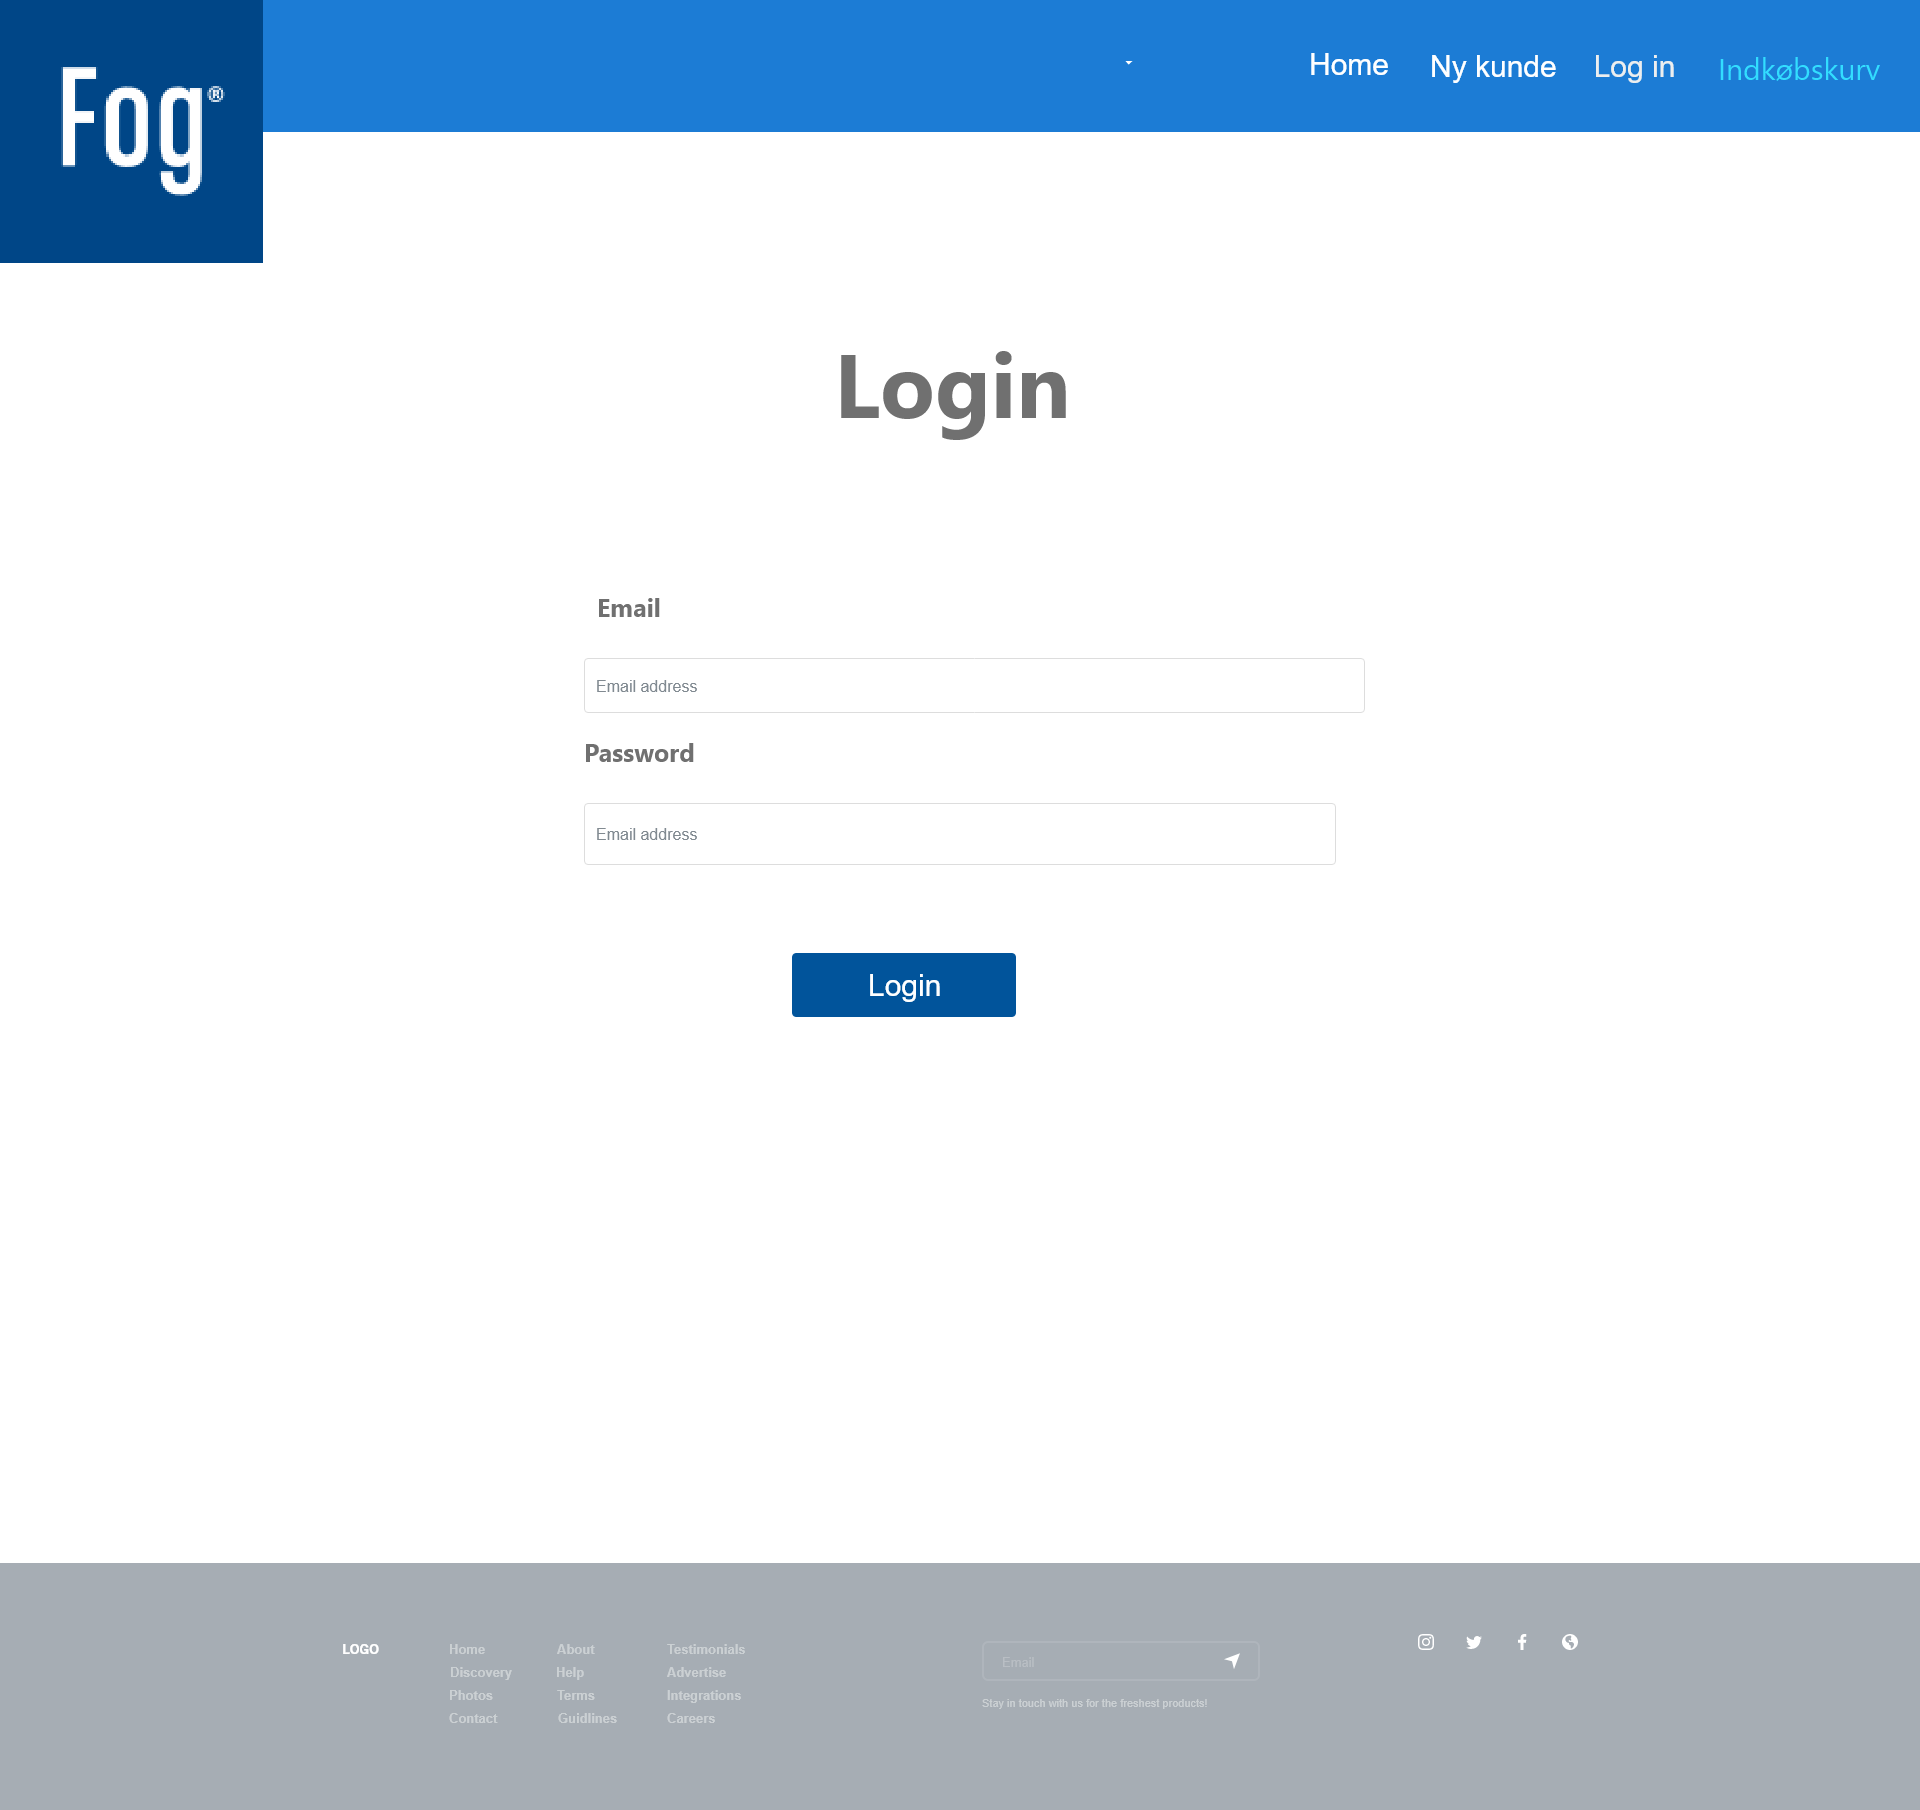 Fog®
Home Ny kunde Log in Indkøbskurv
Login
Email
Email address
Password
Email address
Login
LOGO Home About Testimonials
Discovery Help Advertise
Photos Terms Integrations
Contact Guidlines Careers
Email
Stay in touch with us for the freshest products!